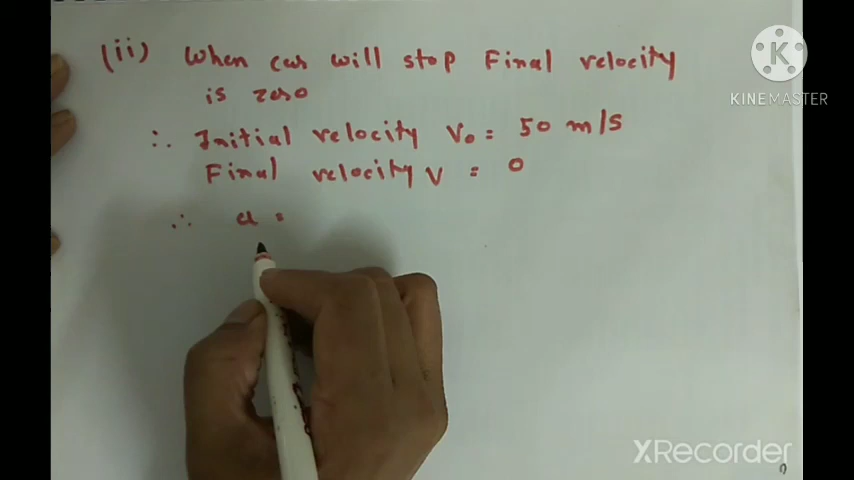 (ii) When car will stop Final velocity
is zero
∴ Initial velocity V₀ = 50 m/s
Final velocity V = 0
∴ a =
KINEMASTER
XRecorder